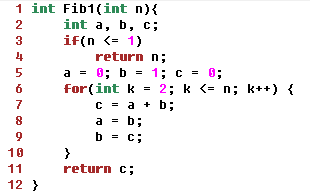 1 int Fib1(int n){
2     int a, b, c;
3     if(n <= 1)
4         return n;
5     a = 0; b = 1; c = 0;
6     for(int k = 2; k <= n; k++) {
7         c = a + b;
8         a = b;
9         b = c;
10     }
11     return c;
12 }